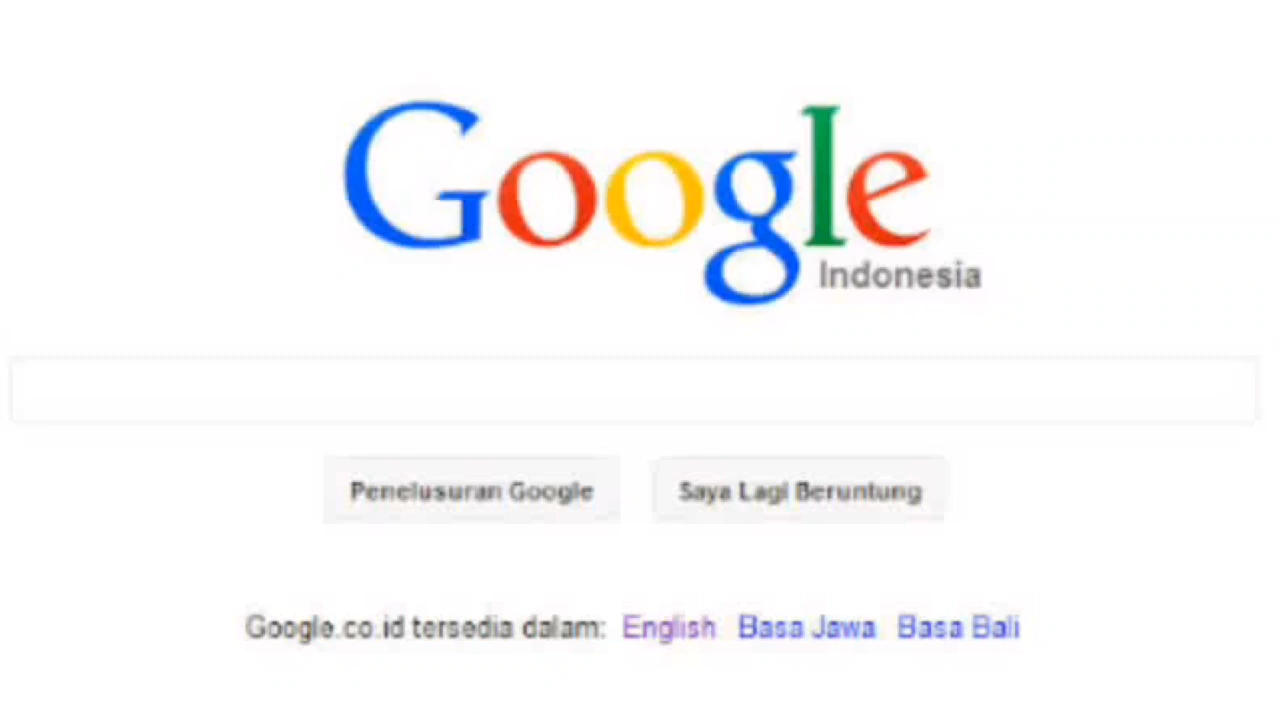 Google
Indonesia
Penelusuran Google Saya Lagi Beruntung
Google.co.id tersedia dalam: English Basa Jawa Basa Bali